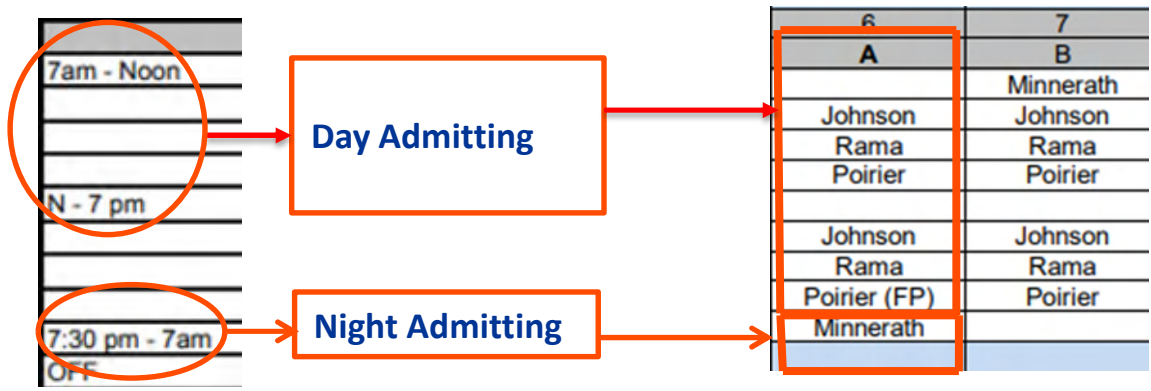 7am - Noon
N - 7 pm
7:30 pm - 7am
OFF
Day Admitting
Night Admitting
6 7
A B
Minnerath
Johnson Johnson
Rama Rama
Poirier Poirier
Johnson Johnson
Rama Rama
Poirier (FP) Poirier
Minnerath